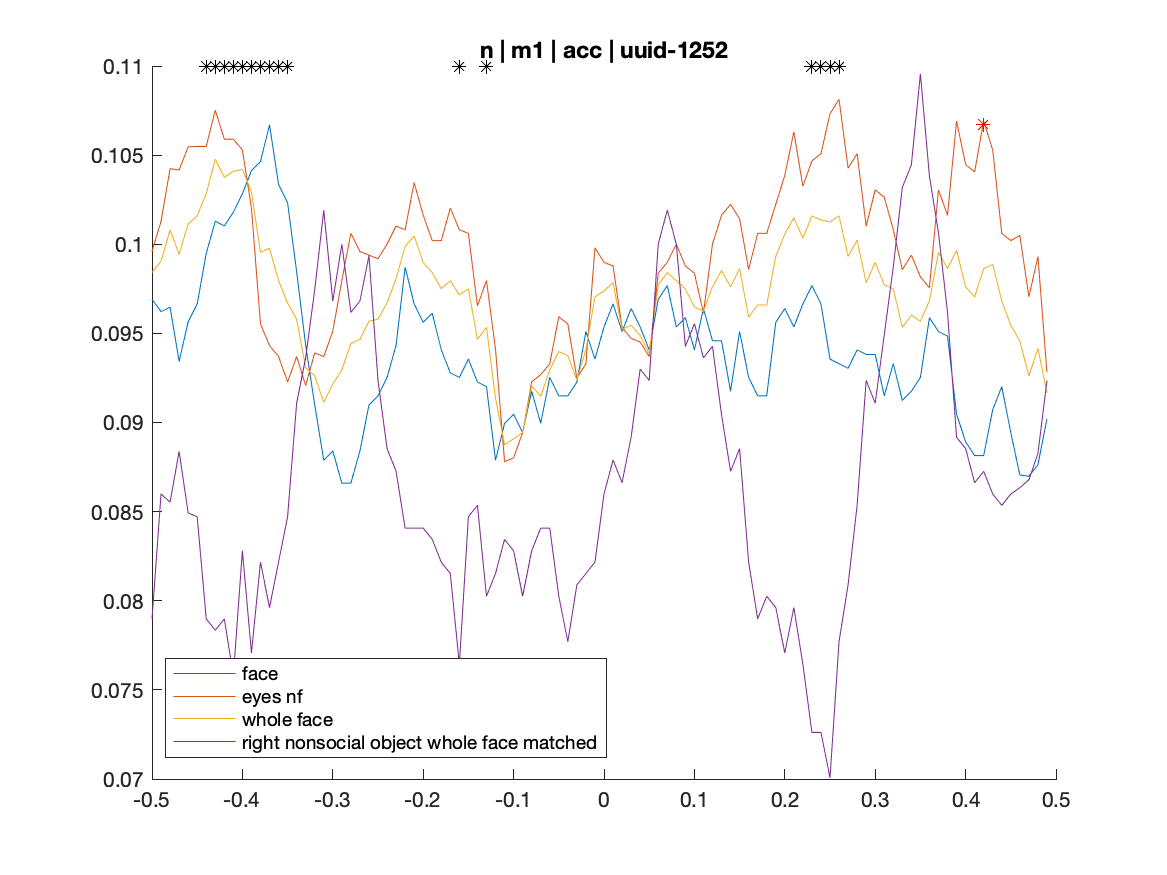 n | m1 | acc | uuid-1252
0.11
0.105
0.1
0.095
0.09
0.085
0.08
0.075
0.07
face
eyes nf
whole face
right nonsocial object whole face matched
-0.5 -0.4 -0.3 -0.2 -0.1 0 0.1 0.2 0.3 0.4 0.5